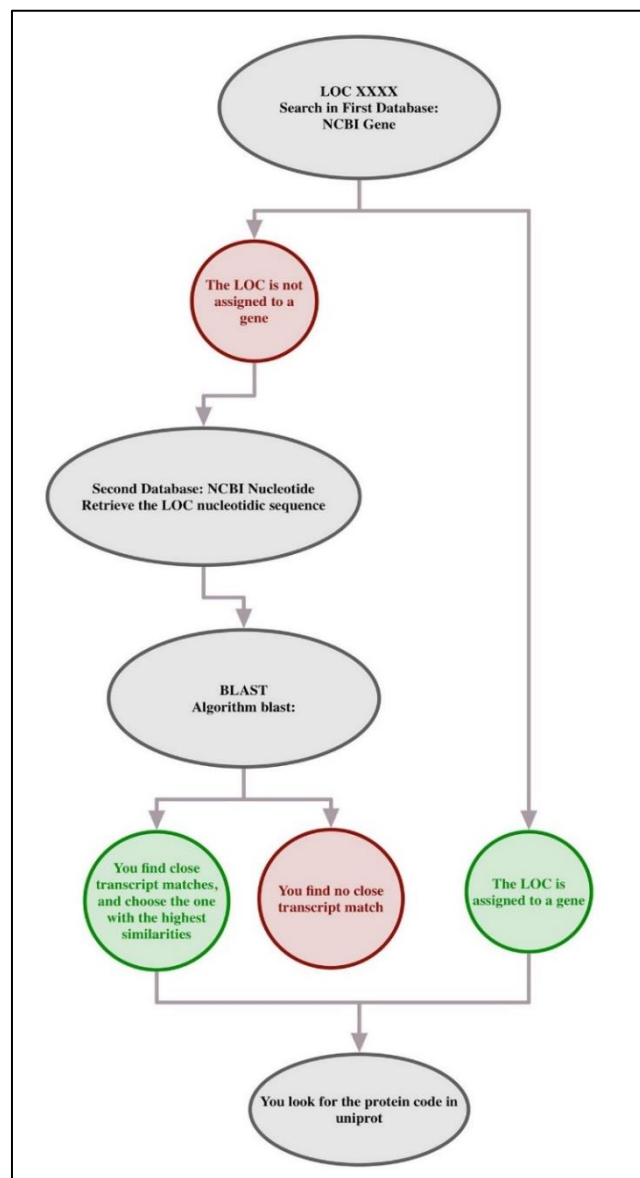 LOC XXXX
Search in First Database:
NCBI Gene
The LOC is not
assigned to a
gene
Second Database: NCBI Nucleotide
Retrieve the LOC nucleotidic sequence
BLAST
Algorithm blast:
You find close
transcript matches,
and choose the one
with the highest
similarities
You find no close
transcript match
The LOC is
assigned to a gene
You look for the protein code in
uniprot